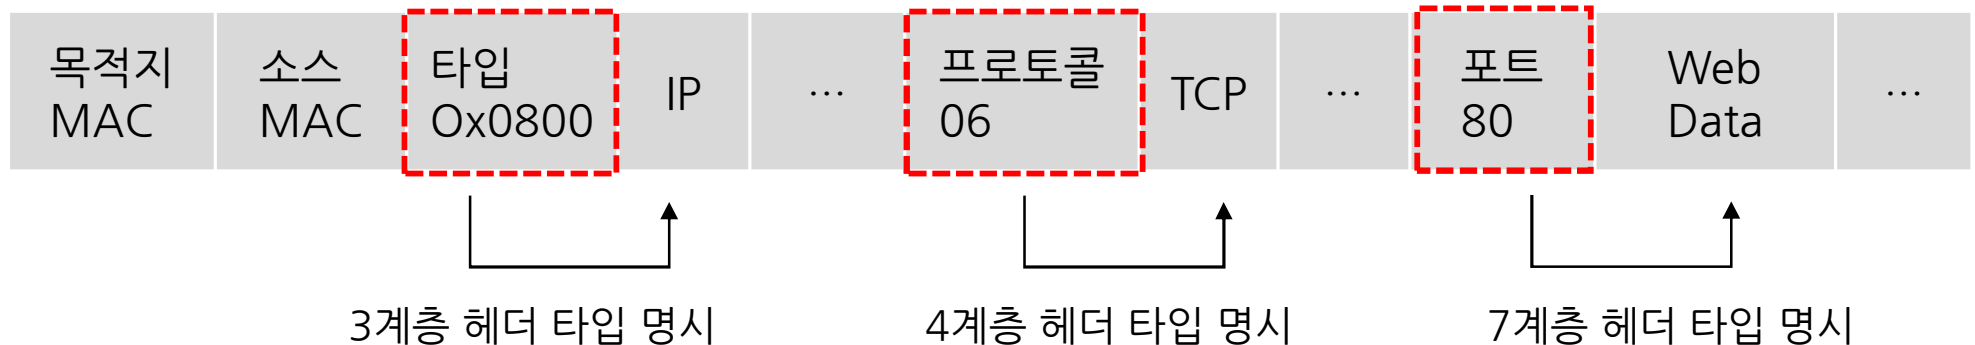 목적지
MAC
소스
MAC
타입
Ox0800
IP
…
프로토콜
06
TCP
…
포트
80
Web
Data
…
3계층 헤더 타입 명시
4계층 헤더 타입 명시
7계층 헤더 타입 명시